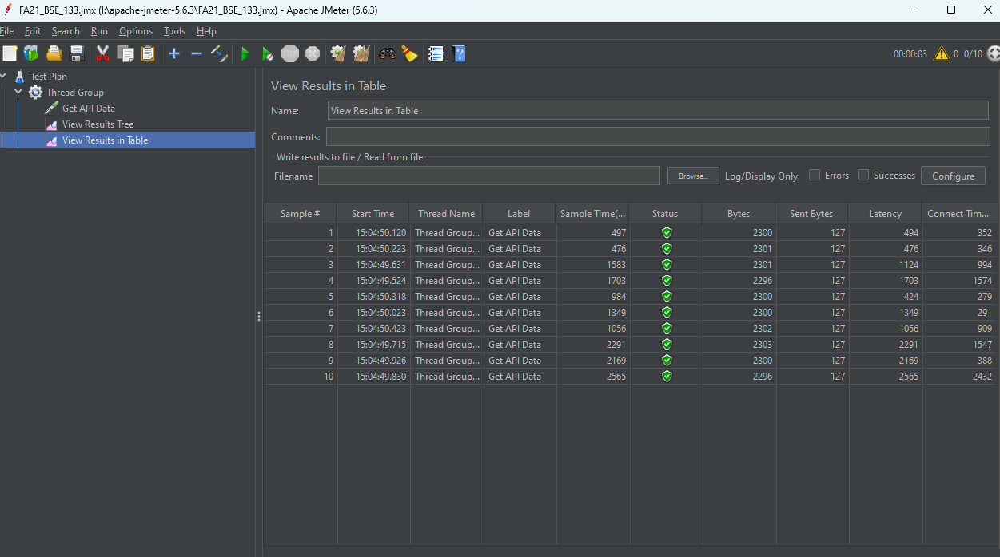 FA21_BSE_133.jmx (I:\apache-jmeter-5.6.3\FA21_BSE_133.jmx) - Apache JMeter (5.6.3)
File Edit Search Run Options Tools Help
STOP 00:00:03 0 0/10
Test Plan
Thread Group
Get API Data
View Results Tree
View Results in Table
View Results in Table
Name: View Results in Table
Comments:
Write results to file / Read from file
Filename Browse... Log/Display Only: Errors Successes Configure
Sample # Start Time Thread Name Label Sample Time(... Status Bytes Sent Bytes Latency Connect Tim...
1 15:04:50.120 Thread Group... Get API Data 497 2300 127 494 352
2 15:04:50.223 Thread Group... Get API Data 476 2301 127 476 346
3 15:04:49.631 Thread Group... Get API Data 1583 2301 127 1124 994
4 15:04:49.524 Thread Group... Get API Data 1703 2296 127 1703 1574
5 15:04:50.318 Thread Group... Get API Data 984 2300 127 424 279
6 15:04:50.023 Thread Group... Get API Data 1349 2300 127 1349 291
7 15:04:50.423 Thread Group... Get API Data 1056 2302 127 1056 909
8 15:04:49.715 Thread Group... Get API Data 2291 2303 127 2291 1547
9 15:04:49.926 Thread Group... Get API Data 2169 2300 127 2169 388
10 15:04:49.830 Thread Group... Get API Data 2565 2296 127 2565 2432